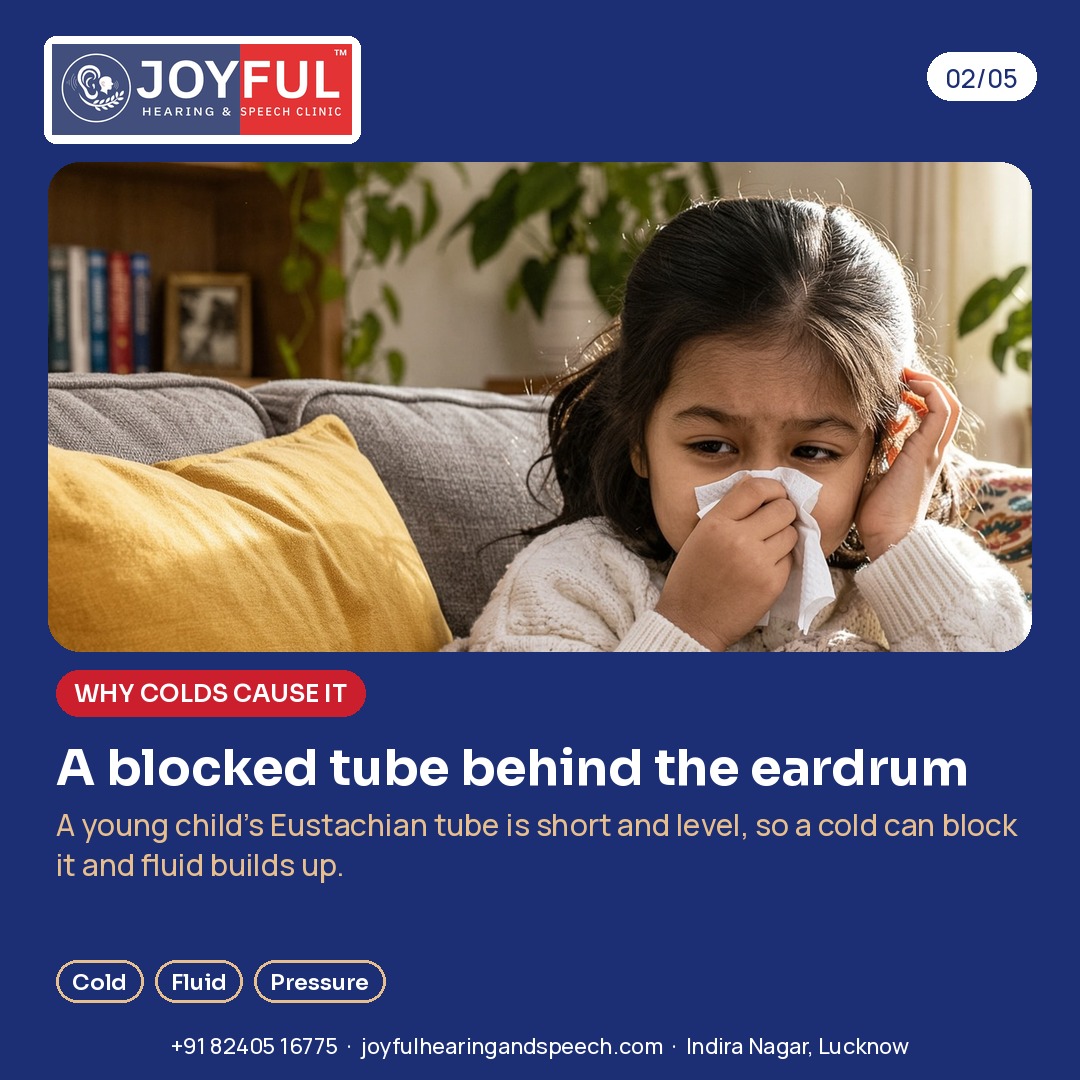 JOYFUL™
HEARING & SPEECH CLINIC
02/05
WHY COLDS CAUSE IT
A blocked tube behind the eardrum
A young child's Eustachian tube is short and level, so a cold can block
it and fluid builds up.
Cold Fluid Pressure
+91 82405 16775 · joyfulhearingandspeech.com · Indira Nagar, Lucknow